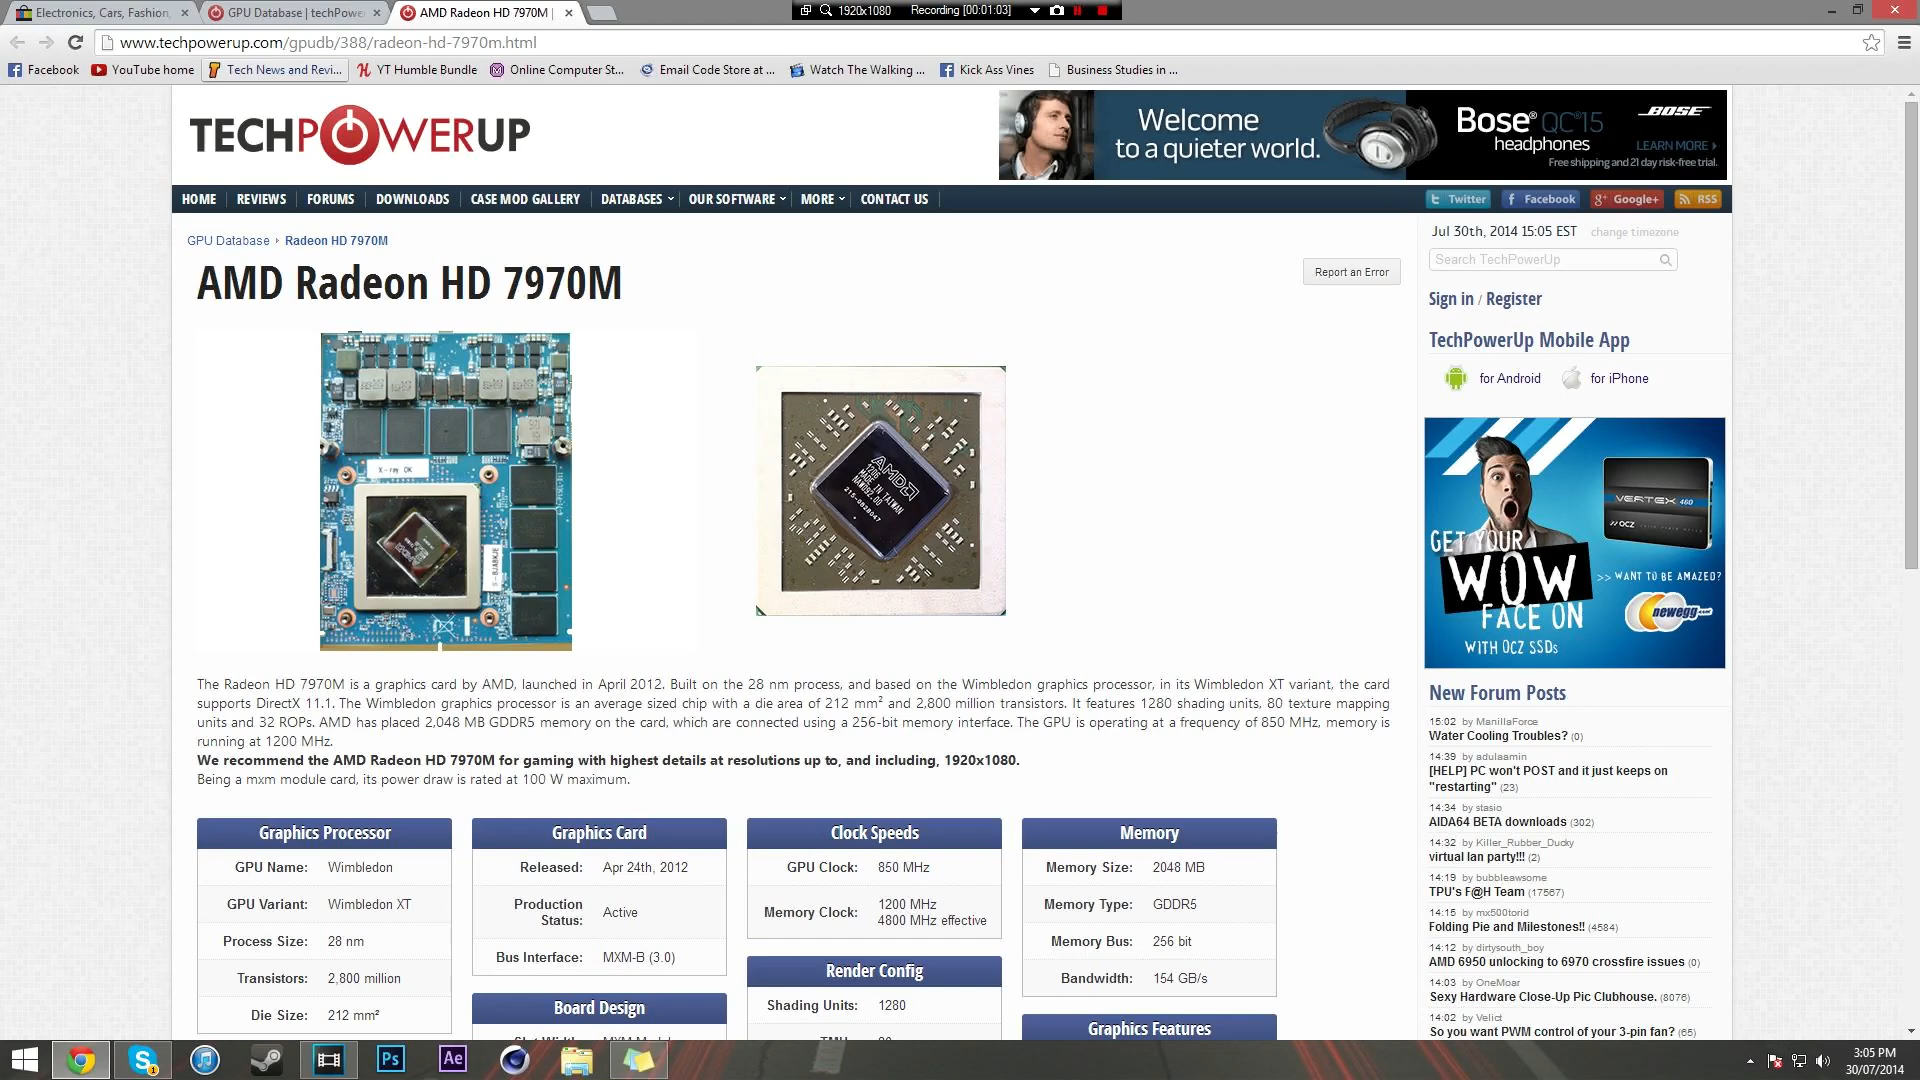 Electronics, Cars, Fashion,
GPU Database | techPower
AMD Radeon HD 7970M |
1920x1080
Recording [00:01:03]
www.techpowerup.com/gpudb/388/radeon-hd-7970m.html
Facebook
YouTube home
Tech News and Revi...
YT Humble Bundle
Online Computer St...
Email Code Store at ...
Watch The Walking ...
Kick Ass Vines
Business Studies in ...
TECHPOWERUP
Welcome
to a quieter world.
Bose® QC®15
headphones
BOSE
LEARN MORE
Free shipping and 21 day risk-free trial.
HOME
REVIEWS
FORUMS
DOWNLOADS
CASE MOD GALLERY
DATABASES
OUR SOFTWARE
MORE
CONTACT US
Twitter
Facebook
Google+
RSS
GPU Database
Radeon HD 7970M
AMD Radeon HD 7970M
Report an Error
X-ray OK
AMD
1206
MADE IN TAIWAN
215-0828047
The Radeon HD 7970M is a graphics card by AMD, launched in April 2012. Built on the 28 nm process, and based on the Wimbledon graphics processor, in its Wimbledon XT variant, the card
supports DirectX 11.1. The Wimbledon graphics processor is an average sized chip with a die area of 212 mm² and 2,800 million transistors. It features 1280 shading units, 80 texture mapping
units and 32 ROPs. AMD has placed 2,048 MB GDDR5 memory on the card, which are connected using a 256-bit memory interface. The GPU is operating at a frequency of 850 MHz, memory is
running at 1200 MHz.
We recommend the AMD Radeon HD 7970M for gaming with highest details at resolutions up to, and including, 1920x1080.
Being a mxm module card, its power draw is rated at 100 W maximum.
Graphics Processor
GPU Name: Wimbledon
GPU Variant: Wimbledon XT
Process Size: 28 nm
Transistors: 2,800 million
Die Size: 212 mm²
Graphics Card
Released: Apr 24th, 2012
Production
Status: Active
Bus Interface: MXM-B (3.0)
Board Design
Clock Speeds
GPU Clock: 850 MHz
Memory Clock: 1200 MHz
4800 MHz effective
Render Config
Shading Units: 1280
Memory
Memory Size: 2048 MB
Memory Type: GDDR5
Memory Bus: 256 bit
Bandwidth: 154 GB/s
Graphics Features
Jul 30th, 2014 15:05 EST
change timezone
Search TechPowerUp
Sign in / Register
TechPowerUp Mobile App
for Android
for iPhone
VERTEX 460
OCZ
GET YOUR
WOW
FACE ON
WITH OCZ SSDs
>> WANT TO BE AMAZED?
newegg.com
New Forum Posts
15:02 by ManillaForce
Water Cooling Troubles? (0)
14:39 by adulaamin
[HELP] PC won't POST and it just keeps on
"restarting" (23)
14:34 by stasio
AIDA64 BETA downloads (302)
14:32 by Killer_Rubber_Ducky
virtual lan party!!! (2)
14:19 by bubbleawsome
TPU's F@H Team (17567)
14:15 by mx500torid
Folding Pie and Milestones!! (4584)
14:12 by dirtysouth_boy
AMD 6950 unlocking to 6970 crossfire issues (0)
14:03 by OneMoar
Sexy Hardware Close-Up Pic Clubhouse. (8076)
14:02 by Velict
So you want PWM control of your 3-pin fan? (65)
Ps
Ae
3:05 PM
30/07/2014